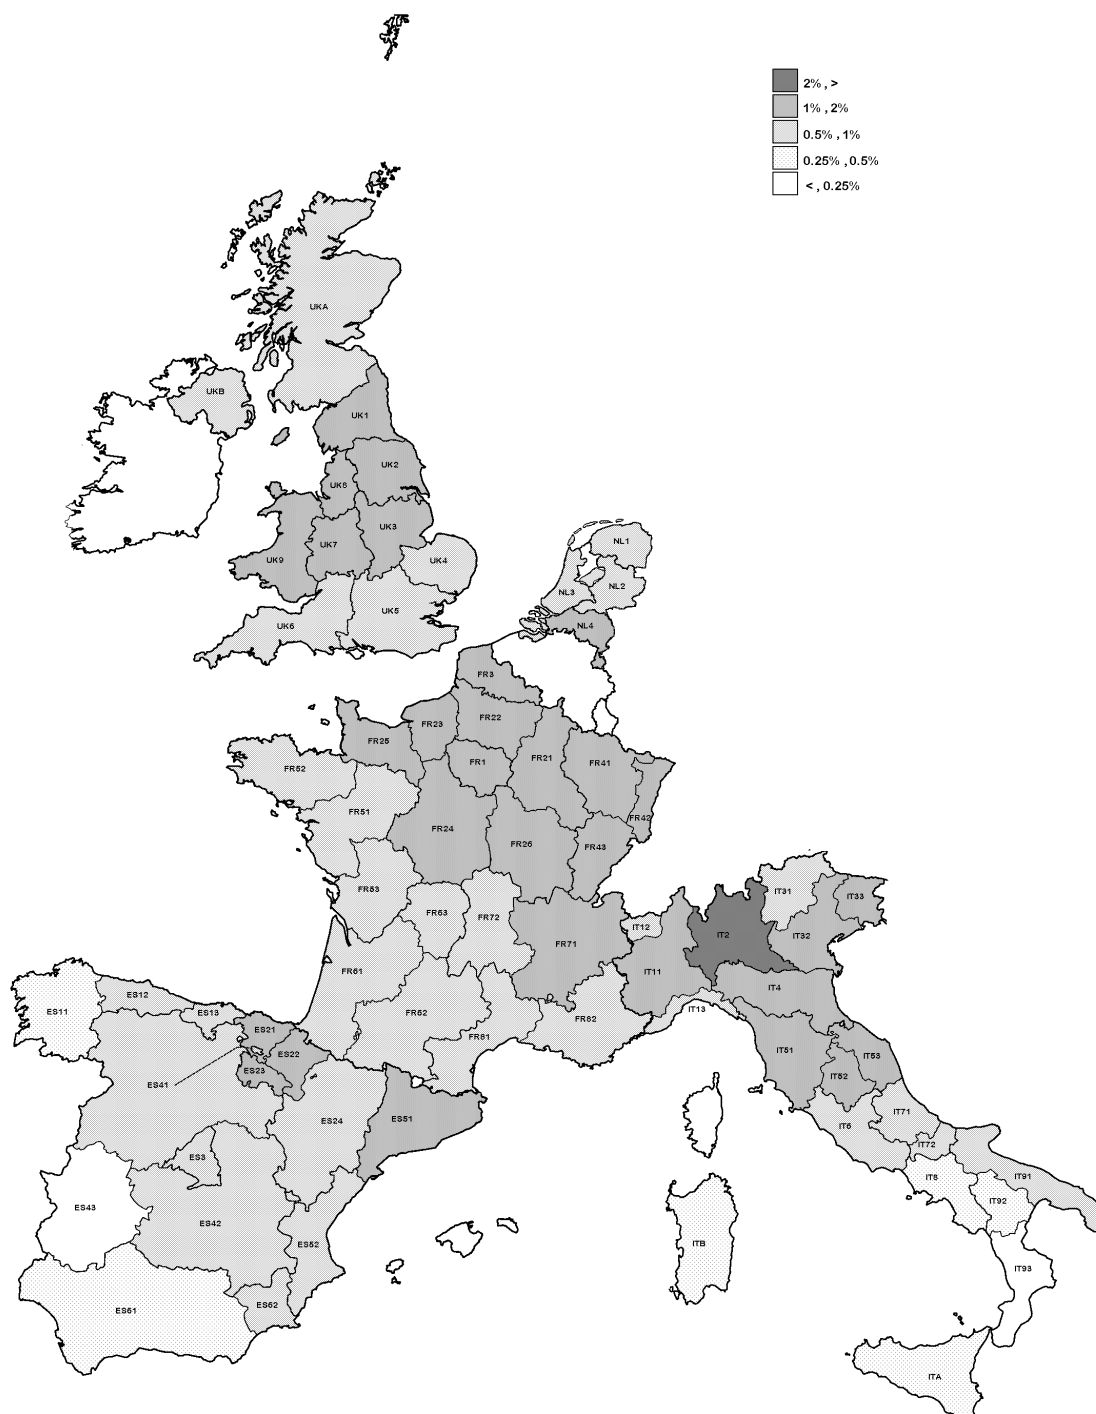 2% , >
1% , 2%
0.5% , 1%
0.25% , 0.5%
< , 0.25%
UKA
UKB
UK1
UK2
UK8
UK3
UK7
UK9
UK4
UK5
UK6
NL1
NL2
NL3
NL4
FR3
FR22
FR23
FR25
FR1
FR21
FR41
FR52
FR51
FR42
FR24
FR26
FR43
FR53
FR63
FR72
FR71
FR61
FR62
FR81
FR82
IT31
IT33
IT12
IT2
IT32
IT11
IT4
IT13
IT51
IT53
IT52
IT71
IT6
IT72
IT8
IT91
IT92
IT93
ITB
ITA
ES12
ES11
ES13
ES21
ES22
ES23
ES41
ES24
ES51
ES3
ES43
ES42
ES52
ES62
ES61